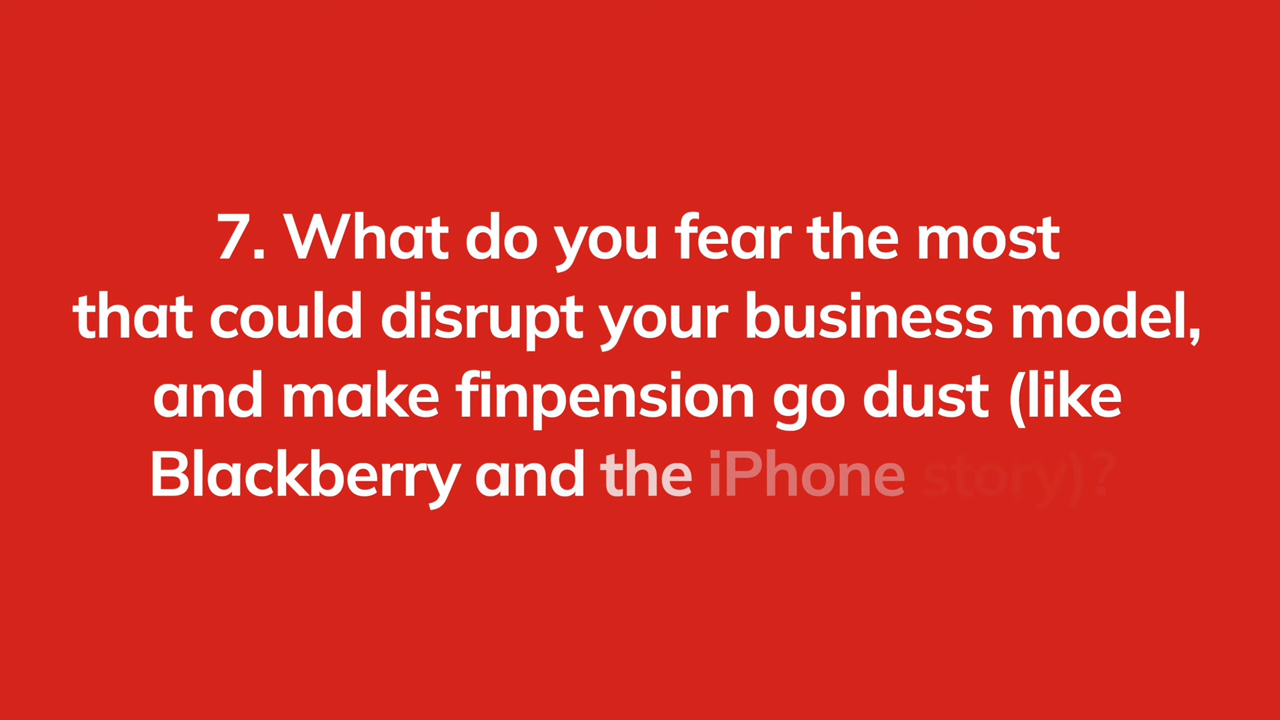 7. What do you fear the most
that could disrupt your business model,
and make finpension go dust (like
Blackberry and the iPhone story)?